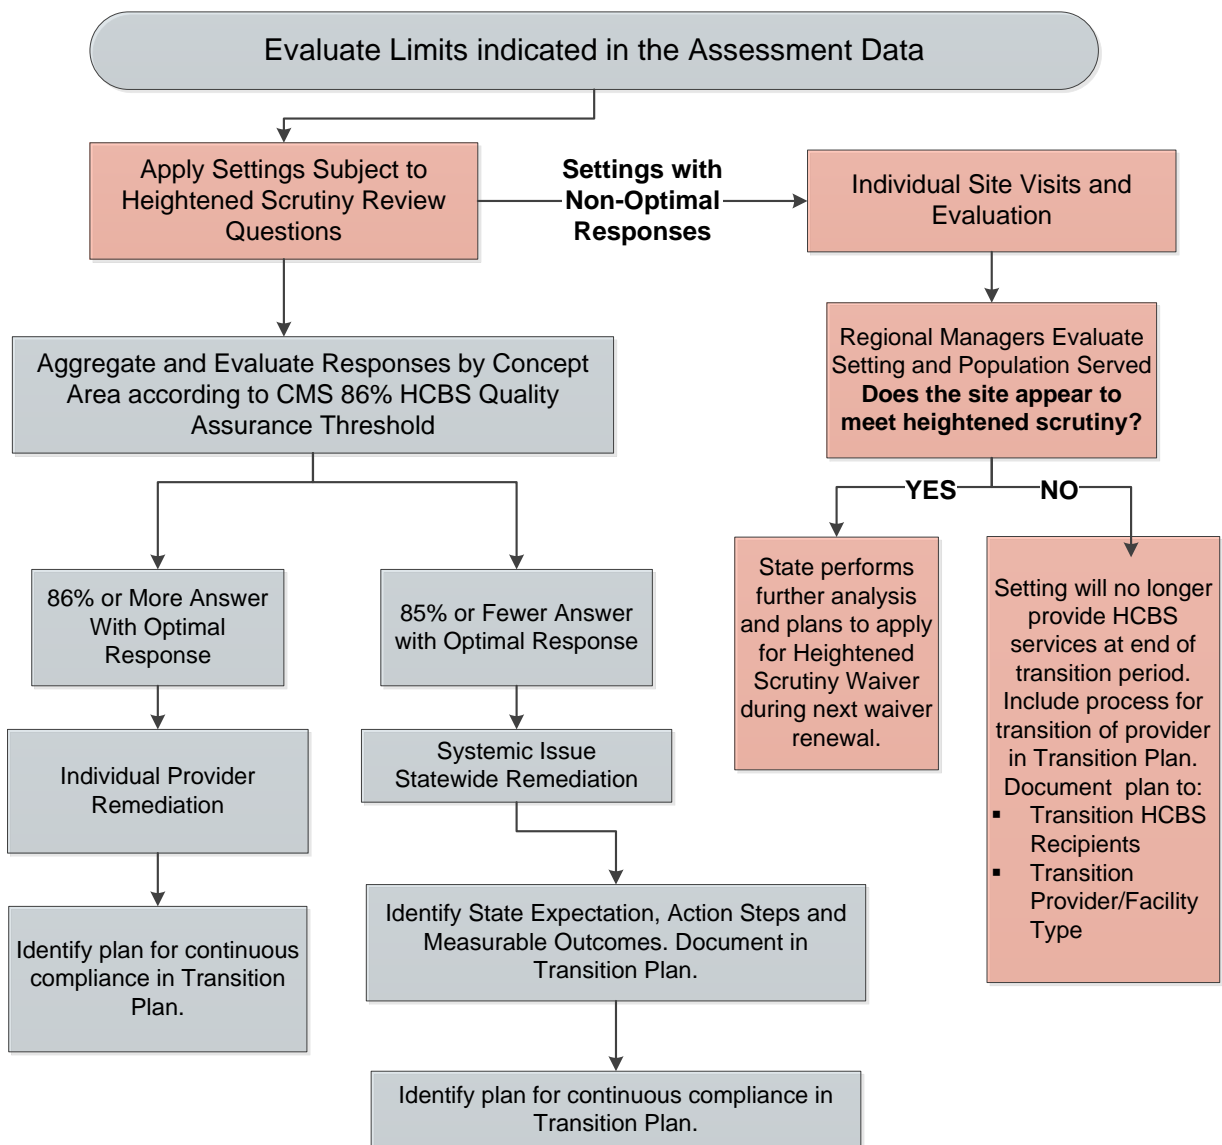 Evaluate Limits indicated in the Assessment Data
Apply Settings Subject to
Heightened Scrutiny Review
Questions
Settings with
Non-Optimal
Responses
Individual Site Visits and
Evaluation
Regional Managers Evaluate
Setting and Population Served
Does the site appear to
meet heightened scrutiny?
Aggregate and Evaluate Responses by Concept
Area according to CMS 86% HCBS Quality
Assurance Threshold
YES
NO
86% or More Answer
With Optimal
Response
85% or Fewer Answer
with Optimal Response
State performs
further analysis
and plans to apply
for Heightened
Scrutiny Waiver
during next waiver
renewal.
Setting will no longer
provide HCBS
services at end of
transition period.
Include process for
transition of provider
in Transition Plan.
Document plan to:
▪ Transition HCBS
Recipients
▪ Transition
Provider/Facility
Type
Individual Provider
Remediation
Systemic Issue
Statewide Remediation
Identify plan for continuous
compliance in Transition
Plan.
Identify State Expectation, Action Steps and
Measurable Outcomes. Document in
Transition Plan.
Identify plan for continuous compliance in
Transition Plan.